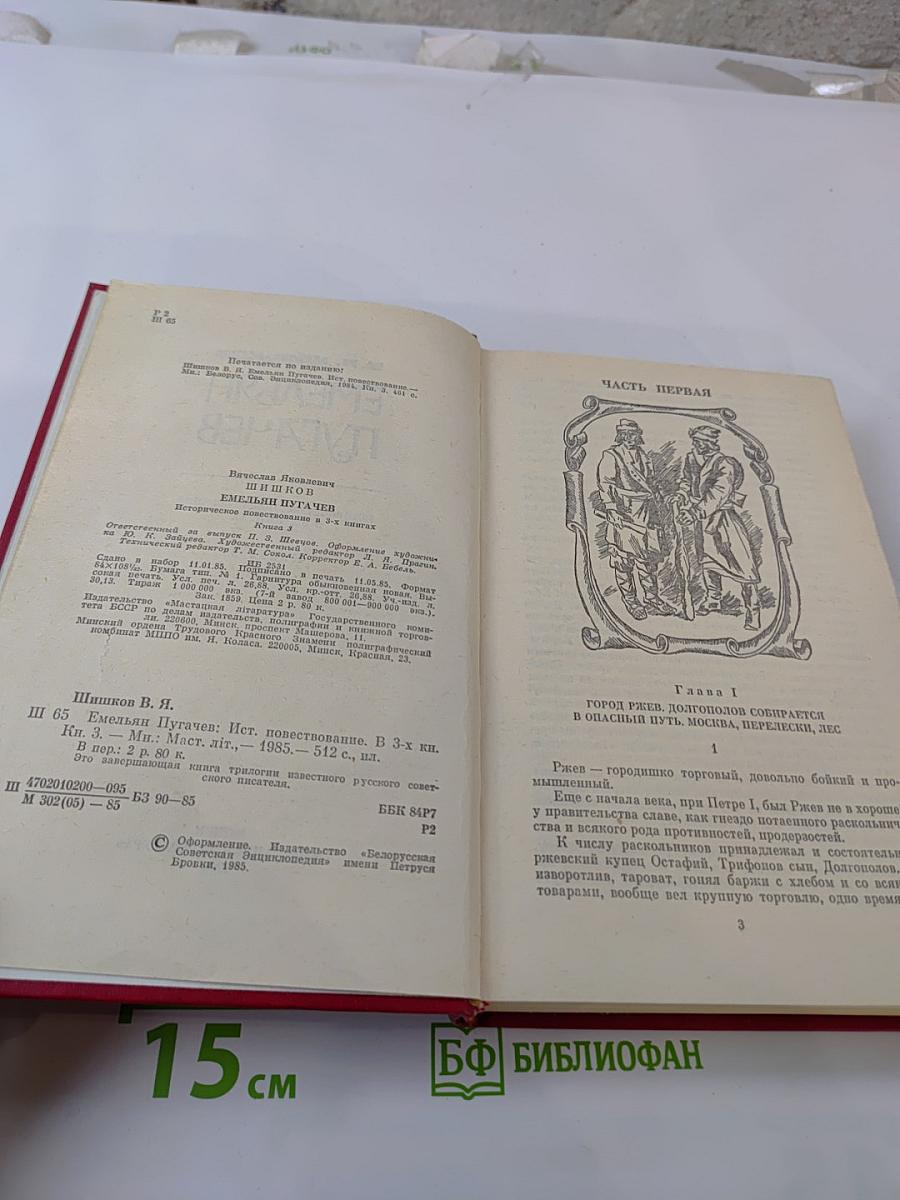 Р 2
Ш 65
Печатается по изданию:
Шишков В. Я. Емельян Пугачев. Ист. повествование.—
Мн.: Белорус. Сов. Энциклопедия, 1984, Кн. 3. 461 с.
Вячеслав Яковлевич
ШИШКОВ
ЕМЕЛЬЯН ПУГАЧЕВ
Историческое повествование в 3-х книгах
Книга 3
Ответственный за выпуск П. З. Шевцов. Оформление художни-
ка Ю. К. Зайцева. Художественный редактор Л. Я. Прагин.
Технический редактор Т. М. Сокол. Корректор Е. А. Бебель.
ИБ 2531
Сдано в набор 11.01.85. Подписано в печать 11.05.85. Формат
84×108¹/₃₂. Бумага тип. № 1. Гарнитура обыкновенная новая. Вы-
сокая печать. Усл. печ. л. 26,88. Усл. кр.-отт. 26,88. Уч.-изд. л.
30,13. Тираж 1 000 000 экз. (7-й завод 800 001—900 000 экз.).
Зак. 1859. Цена 2 р. 80 к.
Издательство «Мастацкая літаратура» Государственного коми-
тета БССР по делам издательств, полиграфии и книжной торгов-
ли. 220600, Минск, проспект Машерова, 11.
Минский ордена Трудового Красного Знамени полиграфический
комбинат МППО им. Я. Коласа. 220005, Минск, Красная, 23.
Шишков В. Я.
Ш 65 Емельян Пугачев: Ист. повествование. В 3-х кн.
Кн. 3. — Мн.: Маст. літ.,— 1985.— 512 с., ил.
В пер.: 2 р. 80 к.
Это завершающая книга трилогии известного русского совет-
ского писателя.
Ш 4702010200—095
М 302(05) — 85 БЗ 90—85
ББК 84Р7
Р2
© Оформление. Издательство «Белорусская
Советская Энциклопедия» имени Петруся
Бровки, 1985.
ЧАСТЬ ПЕРВАЯ
Глава I
ГОРОД РЖЕВ. ДОЛГОПОЛОВ СОБИРАЕТСЯ
В ОПАСНЫЙ ПУТЬ. МОСКВА, ПЕРЕЛЕСКИ, ЛЕС
1
Ржев — городишко торговый, довольно бойкий и про-
мышленный.
Еще с начала века, при Петре I, был Ржев не в хороше
у правительства славе, как гнездо потаенного раскольнич
ства и всякого рода противностей, продерзостей.
К числу раскольников принадлежал и состоятельн
ржевский купец Остафий, Трифонов сын, Долгополов.
изворотлив, тароват, гонял баржи с хлебом и со всяк
товарами, вообще вел крупную торговлю, одно время
3
15 см
БФ БИБЛИОФАН